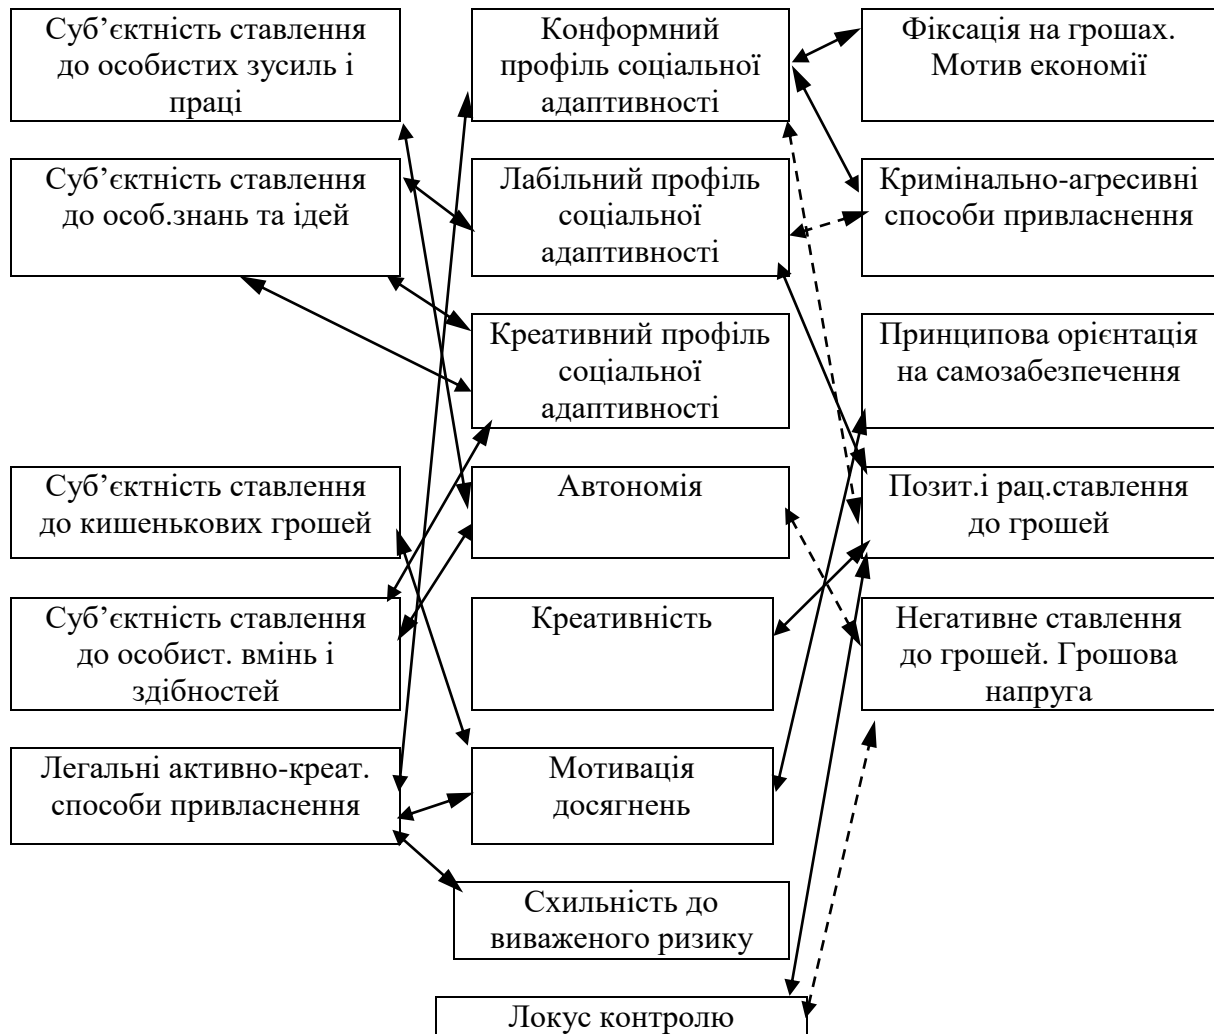 Суб’єктність ставлення
до особистих зусиль і
праці
Конформний
профіль соціальної
адаптивності
Фіксація на грошах.
Мотив економії
Суб’єктність ставлення
до особ.знань та ідей
Лабільний профіль
соціальної
адаптивності
Кримінально-агресивні
способи привласнення
Креативний профіль
соціальної
адаптивності
Принципова орієнтація
на самозабезпечення
Суб’єктність ставлення
до кишенькових грошей
Автономія
Позит.і рац.ставлення
до грошей
Суб’єктність ставлення
до особист. вмінь і
здібностей
Креативність
Негативне ставлення
до грошей. Грошова
напруга
Легальні активно-креат.
способи привласнення
Мотивація
досягнень
Схильність до
виваженого ризику
Локус контролю